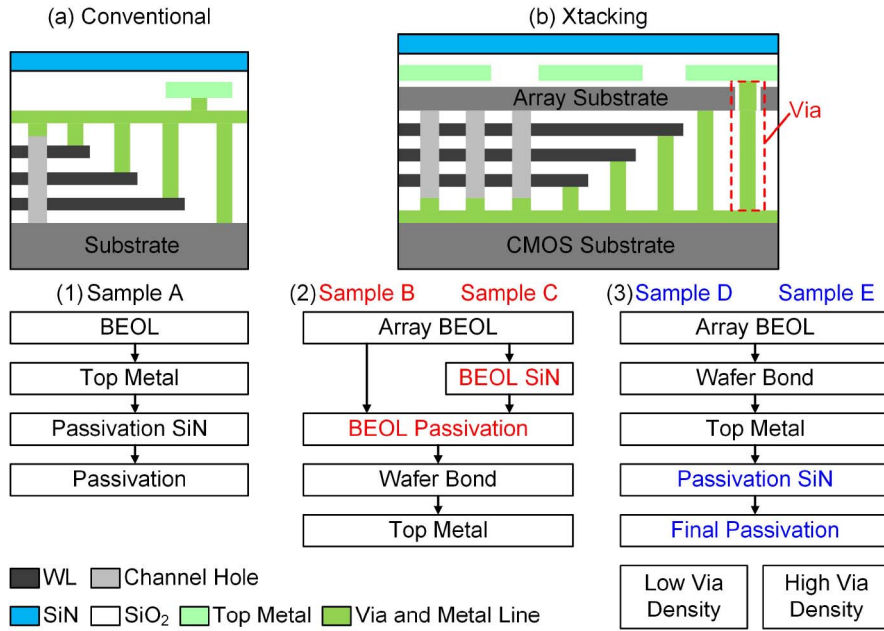 (a) Conventional
(b) Xtacking
Array Substrate
Via
Substrate
CMOS Substrate
(1) Sample A
(2) Sample B Sample C
(3) Sample D Sample E
BEOL
Top Metal
Passivation SiN
Passivation
Array BEOL
BEOL SiN
BEOL Passivation
Wafer Bond
Top Metal
Array BEOL
Wafer Bond
Top Metal
Passivation SiN
Final Passivation
Low Via
Density
High Via
Density
WL Channel Hole
SiN SiO₂ Top Metal Via and Metal Line